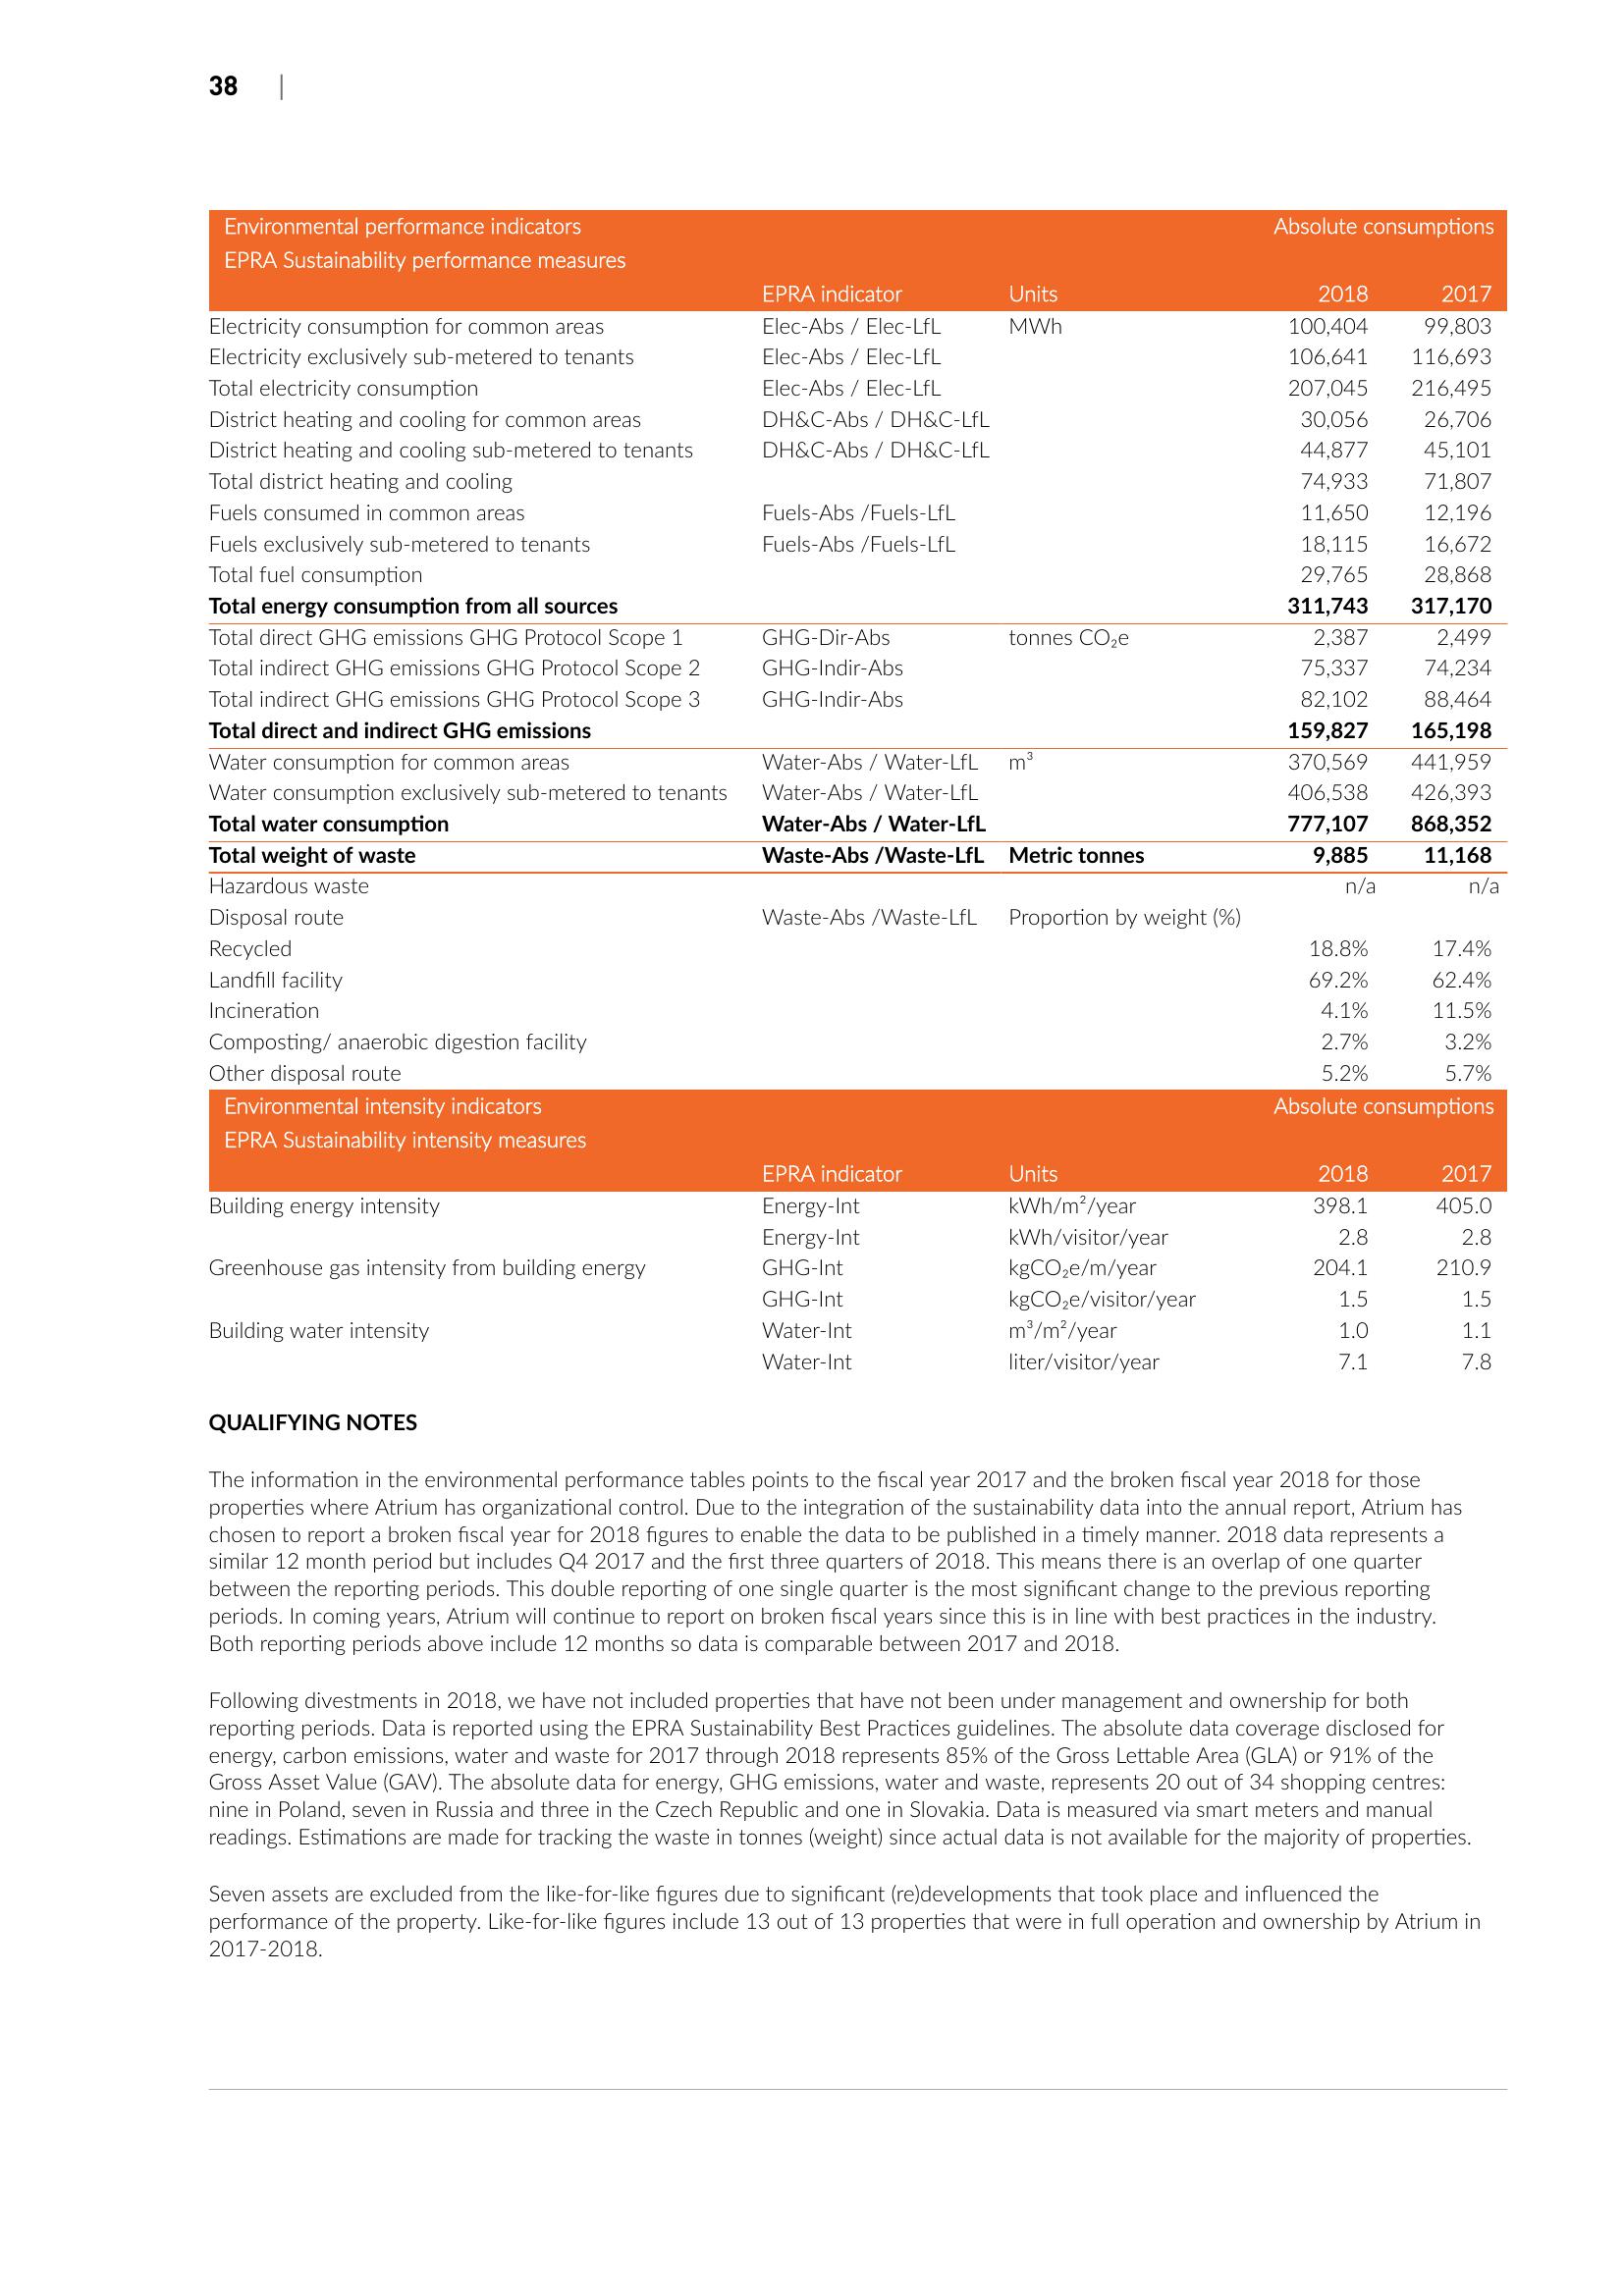 38 |
Environmental performance indicators Absolute consumptions
EPRA Sustainability performance measures
EPRA indicator Units 2018 2017
Electricity consumption for common areas Elec-Abs / Elec-LfL MWh 100,404 99,803
Electricity exclusively sub-metered to tenants Elec-Abs / Elec-LfL 106,641 116,693
Total electricity consumption Elec-Abs / Elec-LfL 207,045 216,495
District heating and cooling for common areas DH&C-Abs / DH&C-LfL 30,056 26,706
District heating and cooling sub-metered to tenants DH&C-Abs / DH&C-LfL 44,877 45,101
Total district heating and cooling 74,933 71,807
Fuels consumed in common areas Fuels-Abs /Fuels-LfL 11,650 12,196
Fuels exclusively sub-metered to tenants Fuels-Abs /Fuels-LfL 18,115 16,672
Total fuel consumption 29,765 28,868
Total energy consumption from all sources 311,743 317,170
Total direct GHG emissions GHG Protocol Scope 1 GHG-Dir-Abs tonnes CO₂e 2,387 2,499
Total indirect GHG emissions GHG Protocol Scope 2 GHG-Indir-Abs 75,337 74,234
Total indirect GHG emissions GHG Protocol Scope 3 GHG-Indir-Abs 82,102 88,464
Total direct and indirect GHG emissions 159,827 165,198
Water consumption for common areas Water-Abs / Water-LfL m³ 370,569 441,959
Water consumption exclusively sub-metered to tenants Water-Abs / Water-LfL 406,538 426,393
Total water consumption Water-Abs / Water-LfL 777,107 868,352
Total weight of waste Waste-Abs /Waste-LfL Metric tonnes 9,885 11,168
Hazardous waste n/a n/a
Disposal route Waste-Abs /Waste-LfL Proportion by weight (%)
Recycled 18.8% 17.4%
Landfill facility 69.2% 62.4%
Incineration 4.1% 11.5%
Composting/ anaerobic digestion facility 2.7% 3.2%
Other disposal route 5.2% 5.7%
Environmental intensity indicators Absolute consumptions
EPRA Sustainability intensity measures
EPRA indicator Units 2018 2017
Building energy intensity Energy-Int kWh/m²/year 398.1 405.0
Energy-Int kWh/visitor/year 2.8 2.8
Greenhouse gas intensity from building energy GHG-Int kgCO₂e/m/year 204.1 210.9
GHG-Int kgCO₂e/visitor/year 1.5 1.5
Building water intensity Water-Int m³/m²/year 1.0 1.1
Water-Int liter/visitor/year 7.1 7.8
QUALIFYING NOTES
The information in the environmental performance tables points to the fiscal year 2017 and the broken fiscal year 2018 for those
properties where Atrium has organizational control. Due to the integration of the sustainability data into the annual report, Atrium has
chosen to report a broken fiscal year for 2018 figures to enable the data to be published in a timely manner. 2018 data represents a
similar 12 month period but includes Q4 2017 and the first three quarters of 2018. This means there is an overlap of one quarter
between the reporting periods. This double reporting of one single quarter is the most significant change to the previous reporting
periods. In coming years, Atrium will continue to report on broken fiscal years since this is in line with best practices in the industry.
Both reporting periods above include 12 months so data is comparable between 2017 and 2018.
Following divestments in 2018, we have not included properties that have not been under management and ownership for both
reporting periods. Data is reported using the EPRA Sustainability Best Practices guidelines. The absolute data coverage disclosed for
energy, carbon emissions, water and waste for 2017 through 2018 represents 85% of the Gross Lettable Area (GLA) or 91% of the
Gross Asset Value (GAV). The absolute data for energy, GHG emissions, water and waste, represents 20 out of 34 shopping centres:
nine in Poland, seven in Russia and three in the Czech Republic and one in Slovakia. Data is measured via smart meters and manual
readings. Estimations are made for tracking the waste in tonnes (weight) since actual data is not available for the majority of properties.
Seven assets are excluded from the like-for-like figures due to significant (re)developments that took place and influenced the
performance of the property. Like-for-like figures include 13 out of 13 properties that were in full operation and ownership by Atrium in
2017-2018.